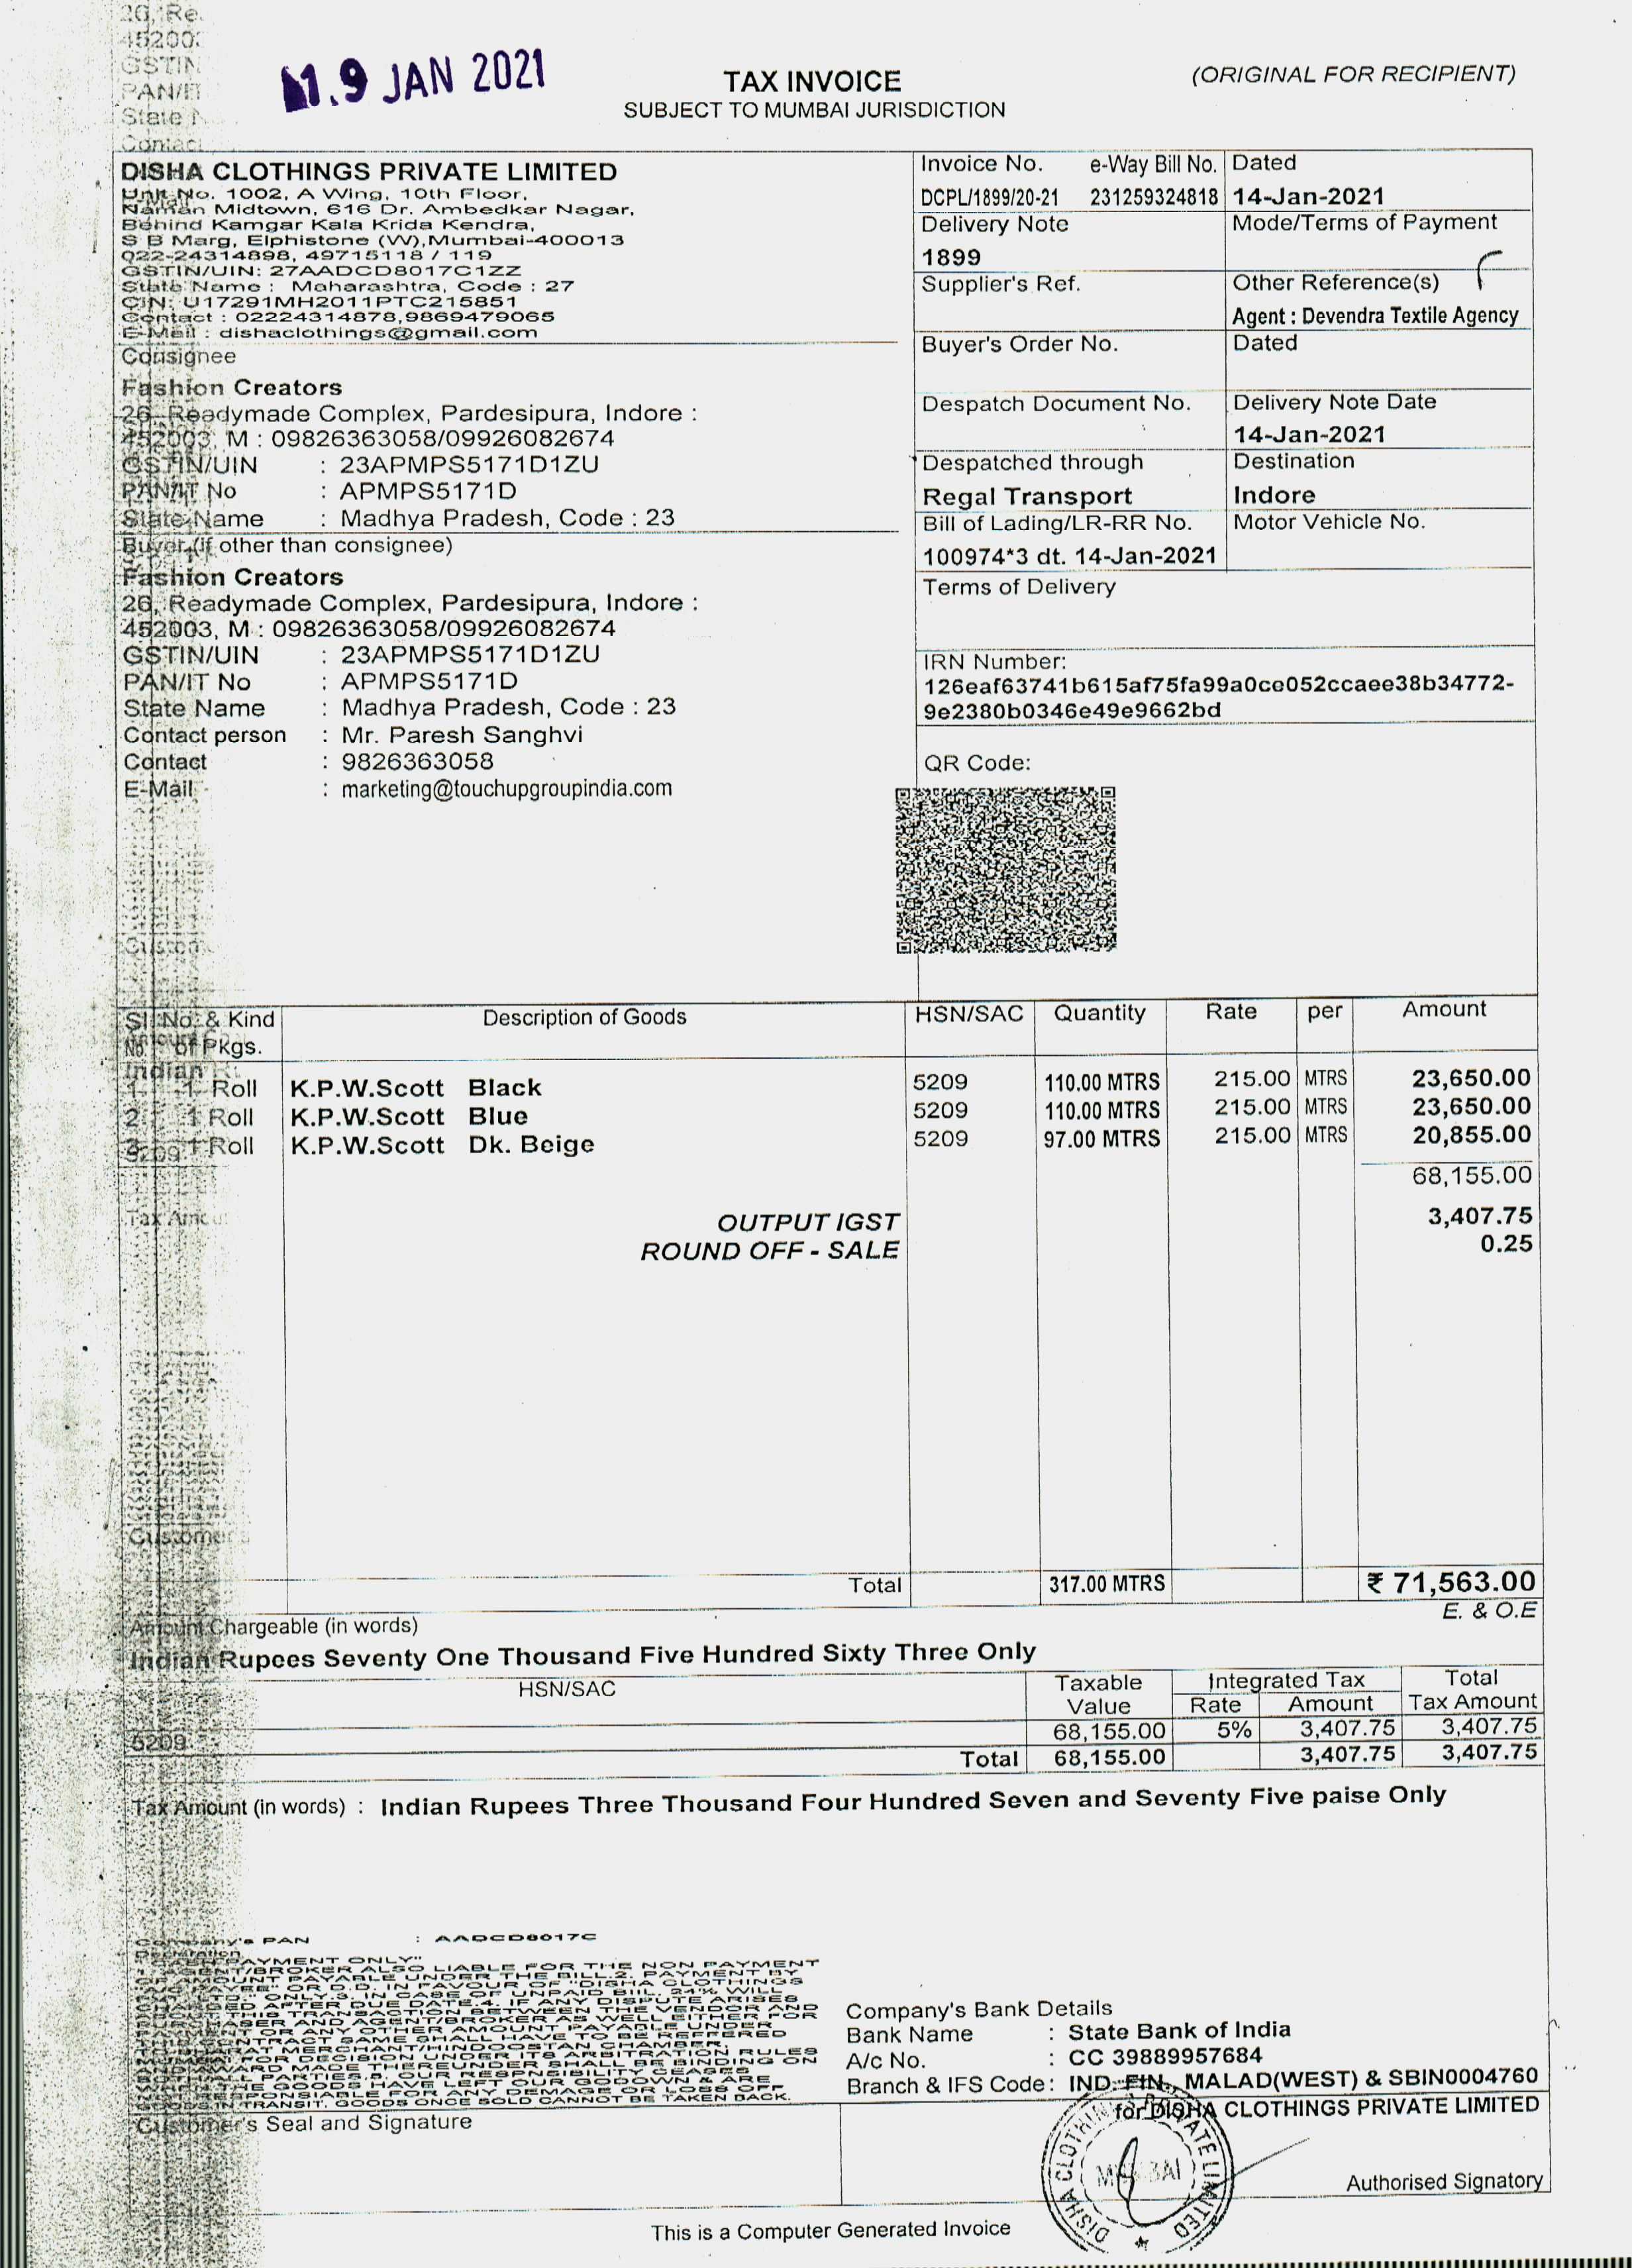 26, Re
45200
GSTIN
PAN/IT
State N
Contac
19 JAN 2021
TAX INVOICE
(ORIGINAL FOR RECIPIENT)
SUBJECT TO MUMBAI JURISDICTION
DISHA CLOTHINGS PRIVATE LIMITED
Unit No. 1002, A Wing, 10th Floor,
Naman Midtown, 616 Dr. Ambedkar Nagar,
Behind Kamgar Kala Krida Kendra,
S B Marg, Elphistone (W),Mumbai-400013
022-24314898, 49715118 / 119
GSTIN/UIN: 27AADCD8017C1ZZ
State Name : Maharashtra, Code : 27
CIN: U17291MH2011PTC215851
Contact : 02224314878,9869479065
E-Mail : dishaclothings@gmail.com
Invoice No. e-Way Bill No. Dated
DCPL/1899/20-21 231259324818 14-Jan-2021
Delivery Note Mode/Terms of Payment
1899
Supplier's Ref. Other Reference(s)
Agent : Devendra Textile Agency
Buyer's Order No. Dated
Despatch Document No. Delivery Note Date
14-Jan-2021
Despatched through Destination
Regal Transport Indore
Bill of Lading/LR-RR No. Motor Vehicle No.
100974*3 dt. 14-Jan-2021
Terms of Delivery
Consignee
Fashion Creators
26, Readymade Complex, Pardesipura, Indore :
452003, M : 09826363058/09926082674
GSTIN/UIN : 23APMPS5171D1ZU
PAN/IT No : APMPS5171D
State Name : Madhya Pradesh, Code : 23
Buyer (if other than consignee)
Fashion Creators
26, Readymade Complex, Pardesipura, Indore :
452003, M : 09826363058/09926082674
GSTIN/UIN : 23APMPS5171D1ZU
PAN/IT No : APMPS5171D
State Name : Madhya Pradesh, Code : 23
Contact person : Mr. Paresh Sanghvi
Contact : 9826363058
E-Mail : marketing@touchupgroupindia.com
IRN Number:
126eaf63741b615af75fa99a0ce052ccaee38b34772-
9e2380b0346e49e9662bd
QR Code:
Sl No. & Kind Description of Goods HSN/SAC Quantity Rate per Amount
No. of Pkgs.
1 1 Roll K.P.W.Scott Black 5209 110.00 MTRS 215.00 MTRS 23,650.00
2 1 Roll K.P.W.Scott Blue 5209 110.00 MTRS 215.00 MTRS 23,650.00
3 1 Roll K.P.W.Scott Dk. Beige 5209 97.00 MTRS 215.00 MTRS 20,855.00
68,155.00
OUTPUT IGST 3,407.75
ROUND OFF - SALE 0.25
Total 317.00 MTRS ₹ 71,563.00
E. & O.E
Amount Chargeable (in words)
Indian Rupees Seventy One Thousand Five Hundred Sixty Three Only
HSN/SAC Taxable Value Integrated Tax Rate Amount Total Tax Amount
5209 68,155.00 5% 3,407.75 3,407.75
Total 68,155.00 3,407.75 3,407.75
Tax Amount (in words) : Indian Rupees Three Thousand Four Hundred Seven and Seventy Five paise Only
Company's PAN : AADCD8017C
IN TRANSIT. GOODS ONCE SOLD CANNOT BE TAKEN BACK.
Company's Bank Details
Bank Name : State Bank of India
A/c No. : CC 39889957684
Branch & IFS Code : IND FIN., MALAD(WEST) & SBIN0004760
Customer's Seal and Signature
for DISHA CLOTHINGS PRIVATE LIMITED
DISHA CLOTHIN ATE LIMITED
MUMBAI
Authorised Signatory
This is a Computer Generated Invoice